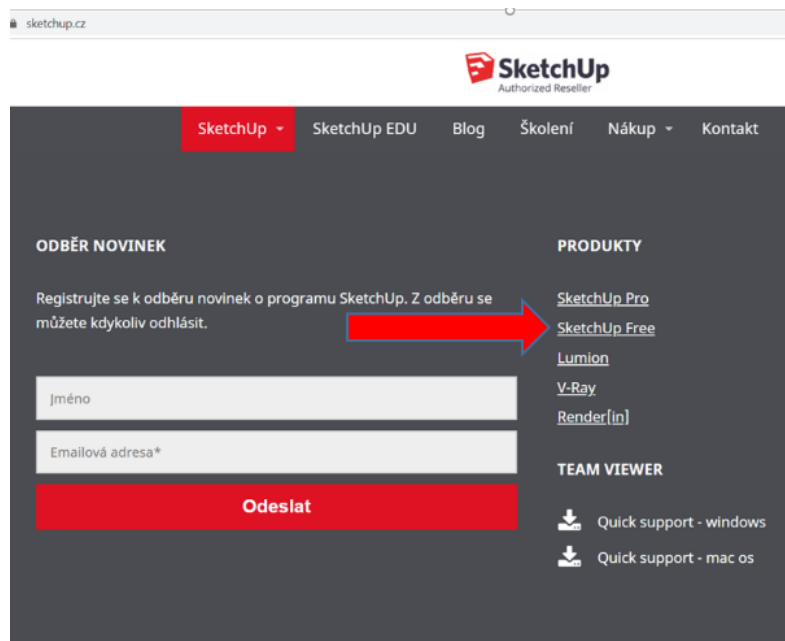 sketchup.cz
SketchUp
Authorized Reseller
SketchUp SketchUp EDU Blog Školení Nákup Kontakt
ODBĚR NOVINEK
Registrujte se k odběru novinek o programu SketchUp. Z odběru se
můžete kdykoliv odhlásit.
Jméno
Emailová adresa*
Odeslat
PRODUKTY
SketchUp Pro
SketchUp Free
Lumion
V-Ray
Render[in]
TEAM VIEWER
Quick support - windows
Quick support - mac os